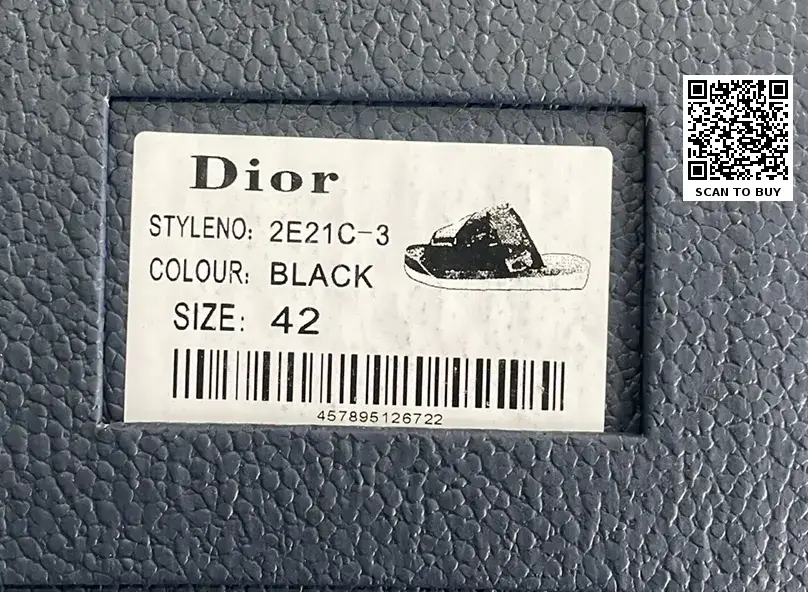 Dior
STYLENO: 2E21C-3
COLOUR: BLACK
SIZE: 42
457895126722
SCAN TO BUY